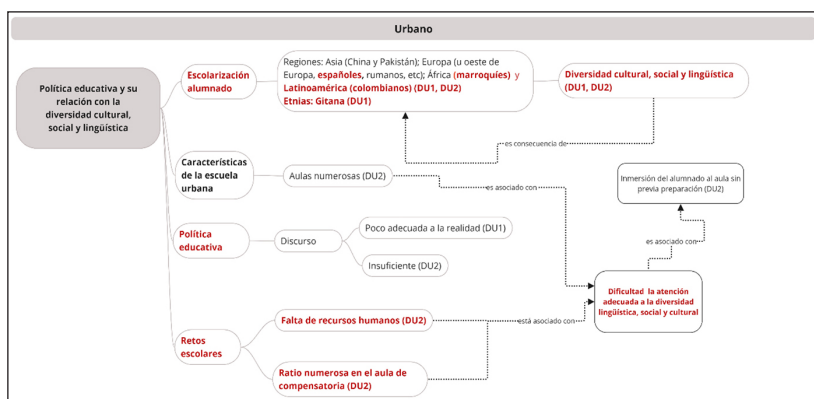 Urbano
Política educativa y su
relación con la
diversidad cultural,
social y lingüística
Escolarización
alumnado
Regiones: Asia (China y Pakistán); Europa (u oeste de
Europa, españoles, rumanos, etc); África (marroquíes) y
Latinoamérica (colombianos) (DU1, DU2)
Etnias: Gitana (DU1)
Diversidad cultural, social y lingüística
(DU1, DU2)
es consecuencia de
Características
de la escuela
urbana
Aulas numerosas (DU2)
es asociado con
Inmersión del alumnado al aula sin
previa preparación (DU2)
es asociado con
Política
educativa
Discurso
Poco adecuada a la realidad (DU1)
Insuficiente (DU2)
Dificultad la atención
adecuada a la diversidad
lingüística, social y cultural
Retos
escolares
Falta de recursos humanos (DU2)
está asociado con
Ratio numerosa en el aula de
compensatoria (DU2)